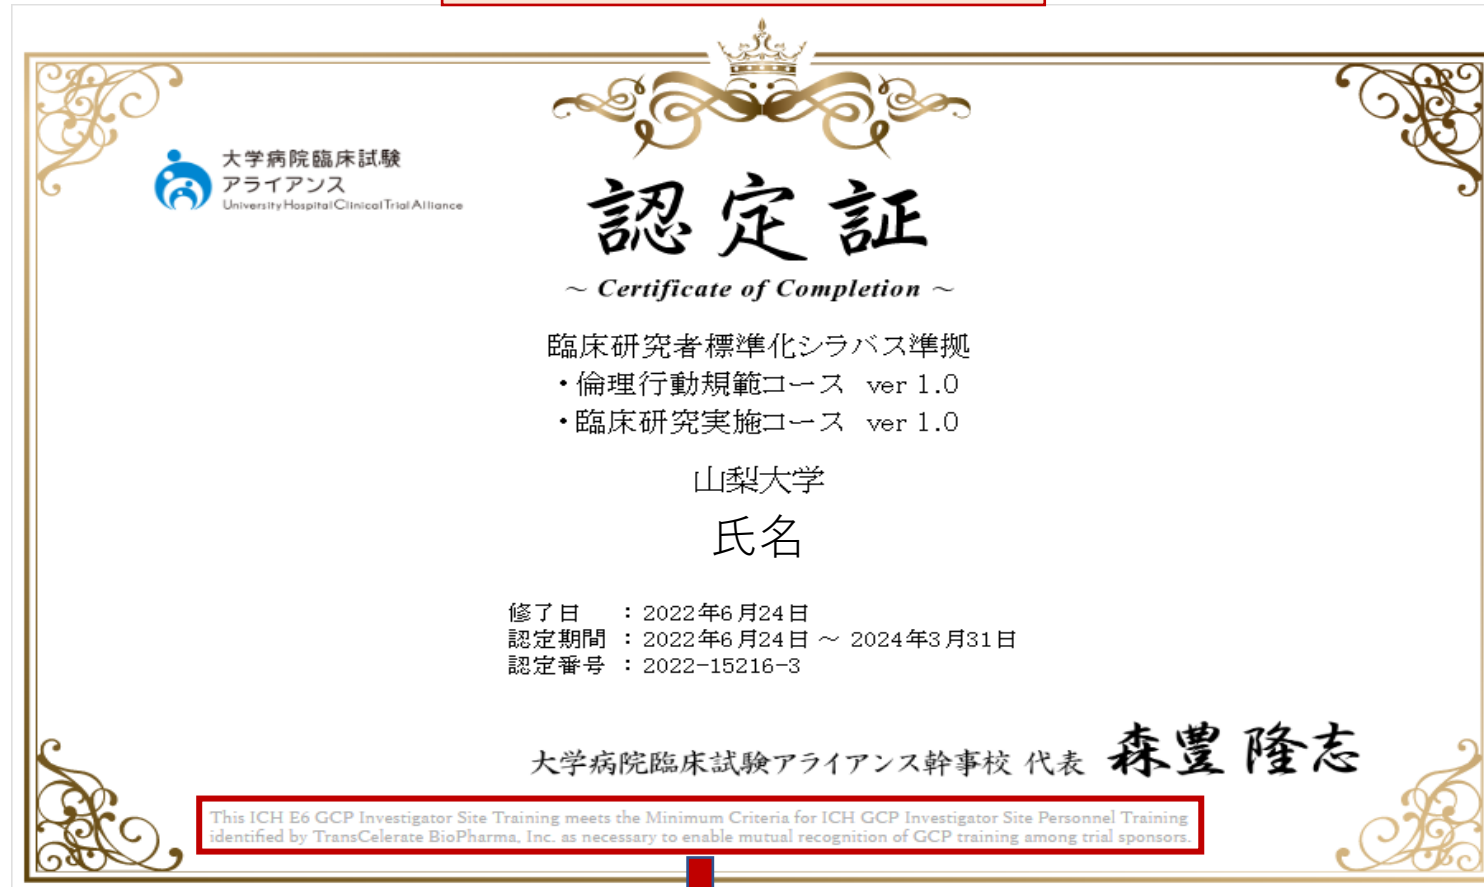 大学病院臨床試験
アライアンス
University Hospital Clinical Trial Alliance
認定証
～ Certificate of Completion ～
臨床研究者標準化シラバス準拠
・倫理行動規範コース ver 1.0
・臨床研究実施コース ver 1.0
山梨大学
氏名
修了日 ：2022年6月24日
認定期間 ：2022年6月24日 ～ 2024年3月31日
認定番号 ：2022-15216-3
大学病院臨床試験アライアンス幹事校 代表 森豊 隆志
This ICH E6 GCP Investigator Site Training meets the Minimum Criteria for ICH GCP Investigator Site Personnel Training
identified by TransCelerate BioPharma, Inc. as necessary to enable mutual recognition of GCP training among trial sponsors.